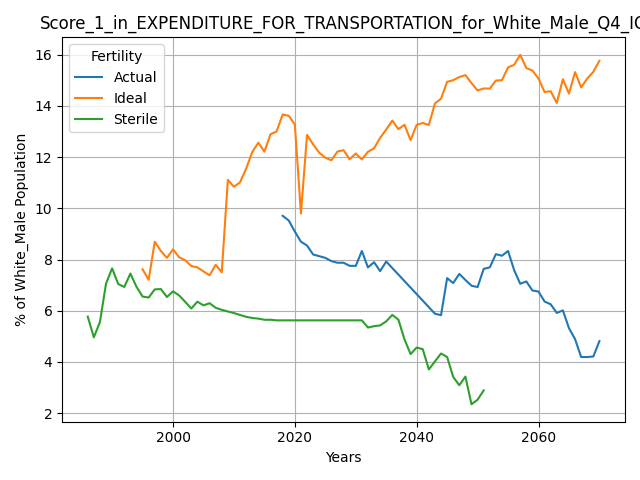 Score_1_in_EXPENDITURE_FOR_TRANSPORTATION_for_White_Male_Q4_IQ
Fertility
Actual
Ideal
Sterile
% of White_Male Population
16
14
12
10
8
6
4
2
2000 2020 2040 2060
Years